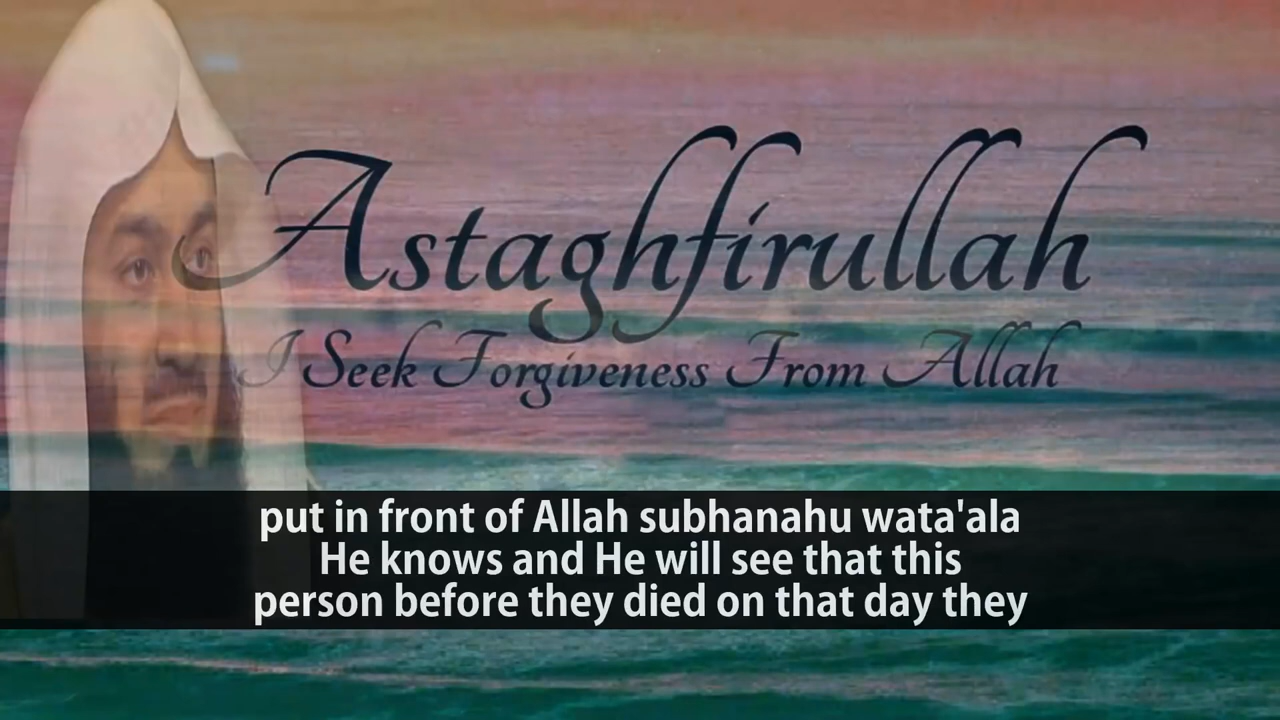 Astaghfirullah
I Seek Forgiveness From Allah
put in front of Allah subhanahu wata'ala
He knows and He will see that this
person before they died on that day they